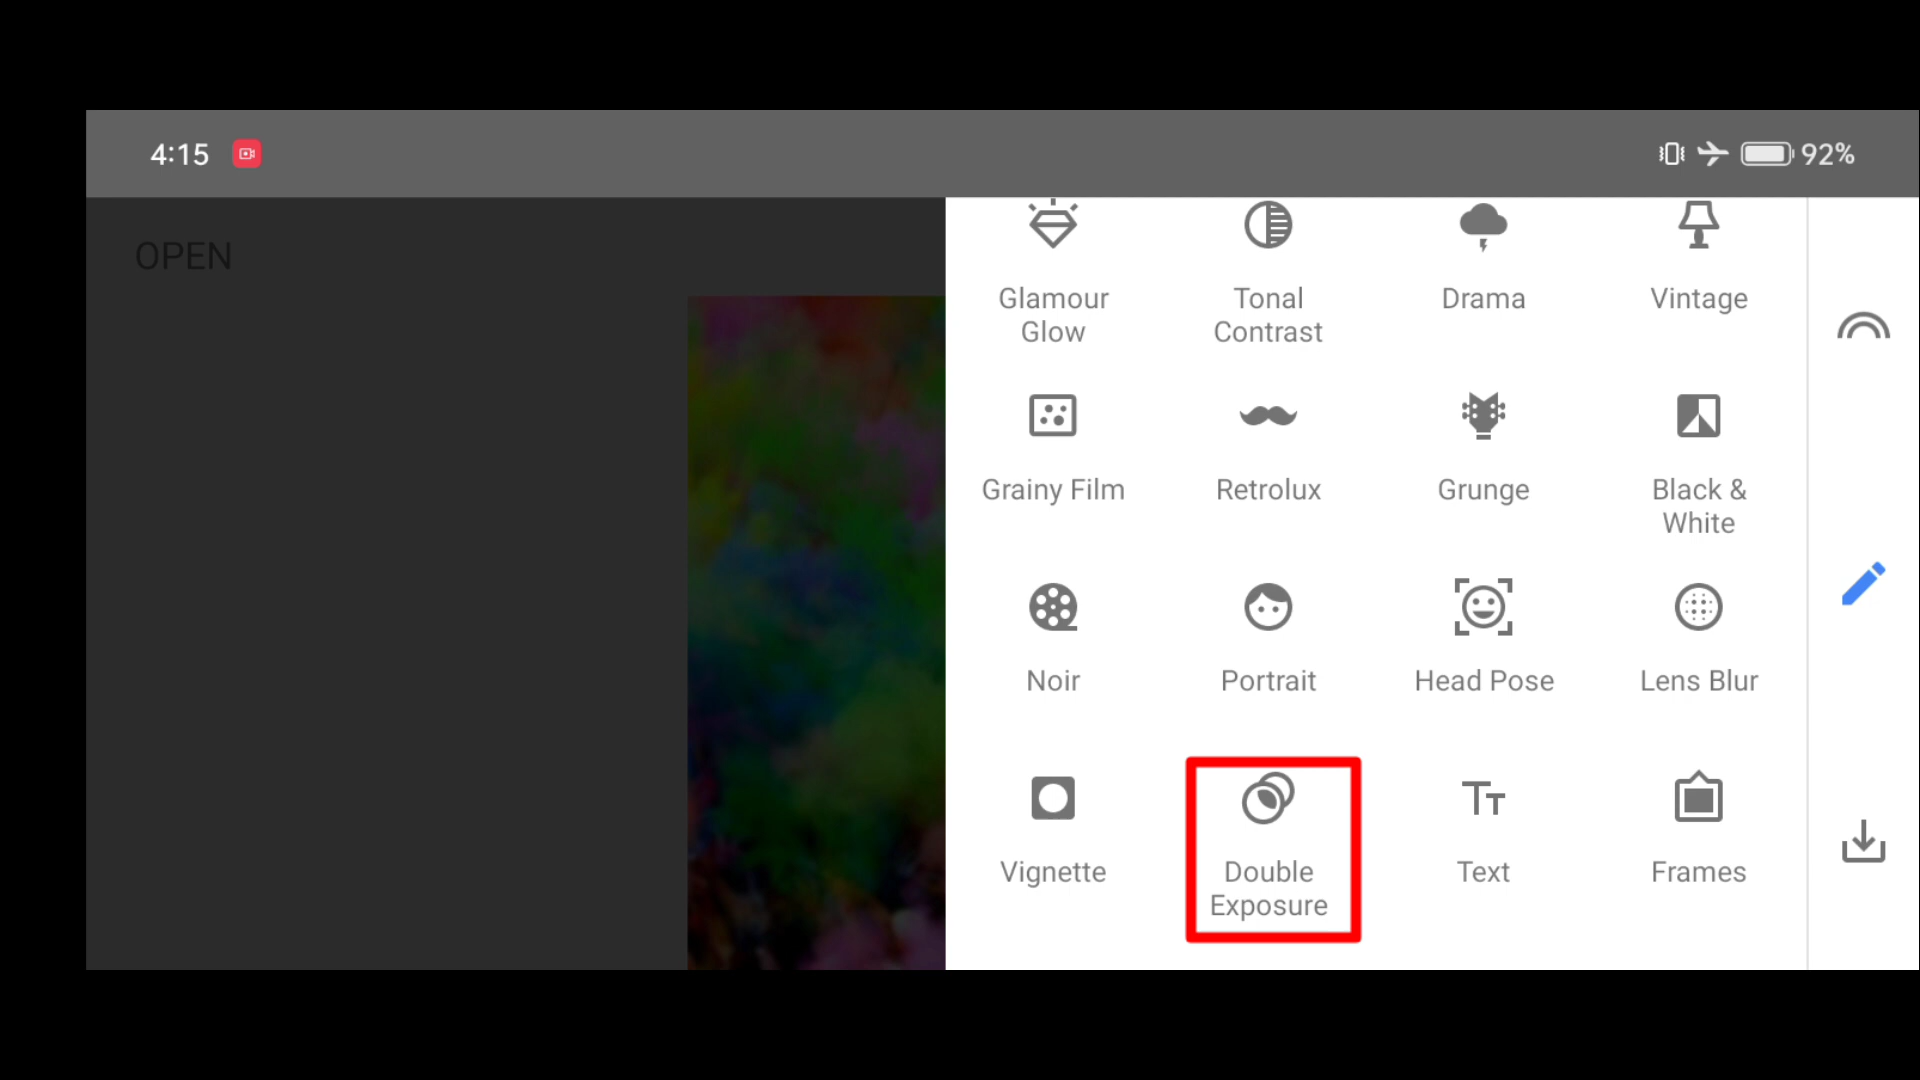 4:15
92%
OPEN
Glamour
Glow
Tonal
Contrast
Drama
Vintage
Grainy Film
Retrolux
Grunge
Black &
White
Noir
Portrait
Head Pose
Lens Blur
Vignette
Double
Exposure
Text
Frames